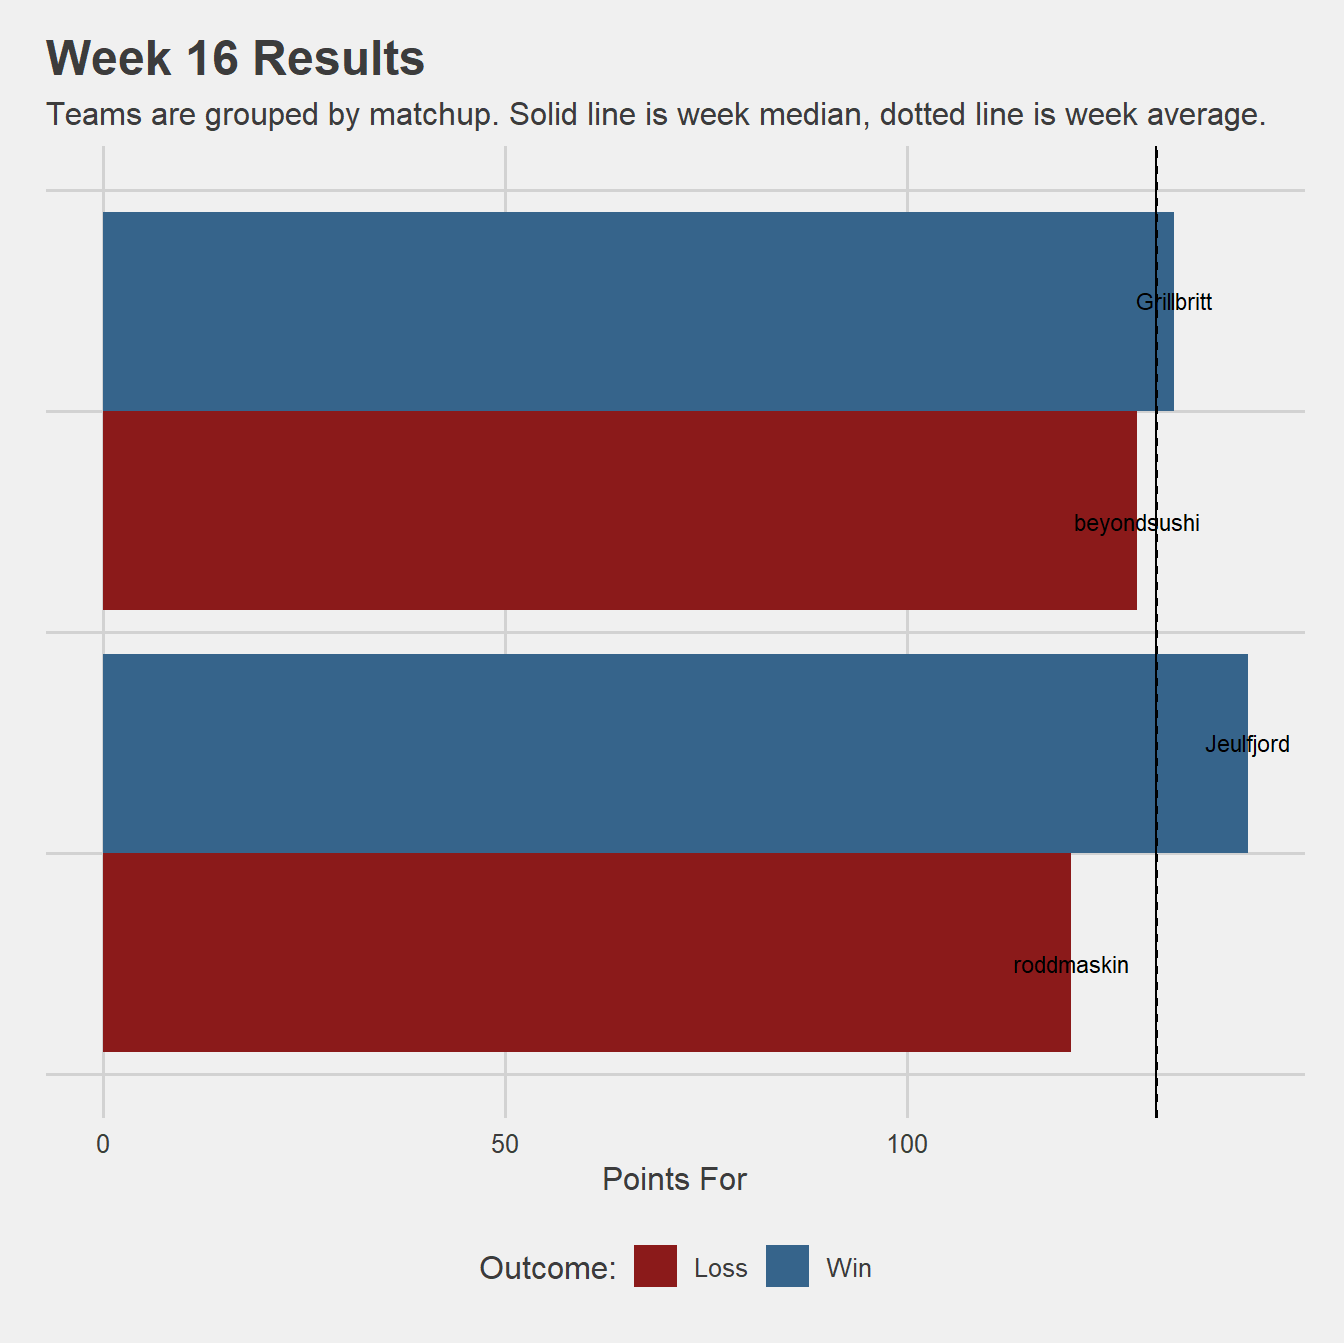 Week 16 Results
Teams are grouped by matchup. Solid line is week median, dotted line is week average.
Grillbritt
beyondsushi
Jeulfjord
roddmaskin
0 50 100
Points For
Outcome: Loss Win